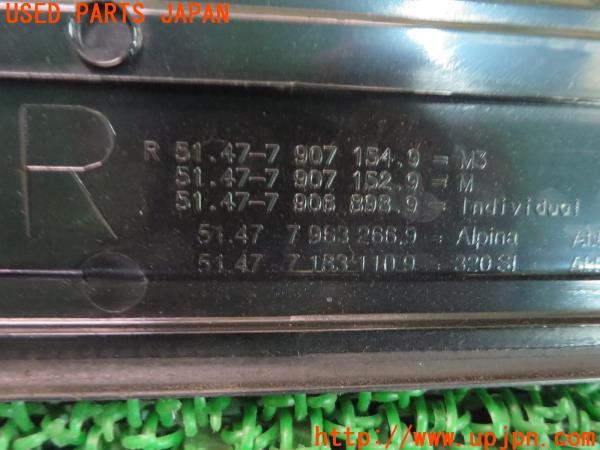 USED PARTS JAPAN
R
R 51.47-7 907 154.9 = M3
51.47-7 907 152.9 = M
51.47-7 906 898.9 = Individual
51.47 7 963 266.9 = Alpina
51.47 7 183 110.9 = 320 SI
http://www.upjpn.com